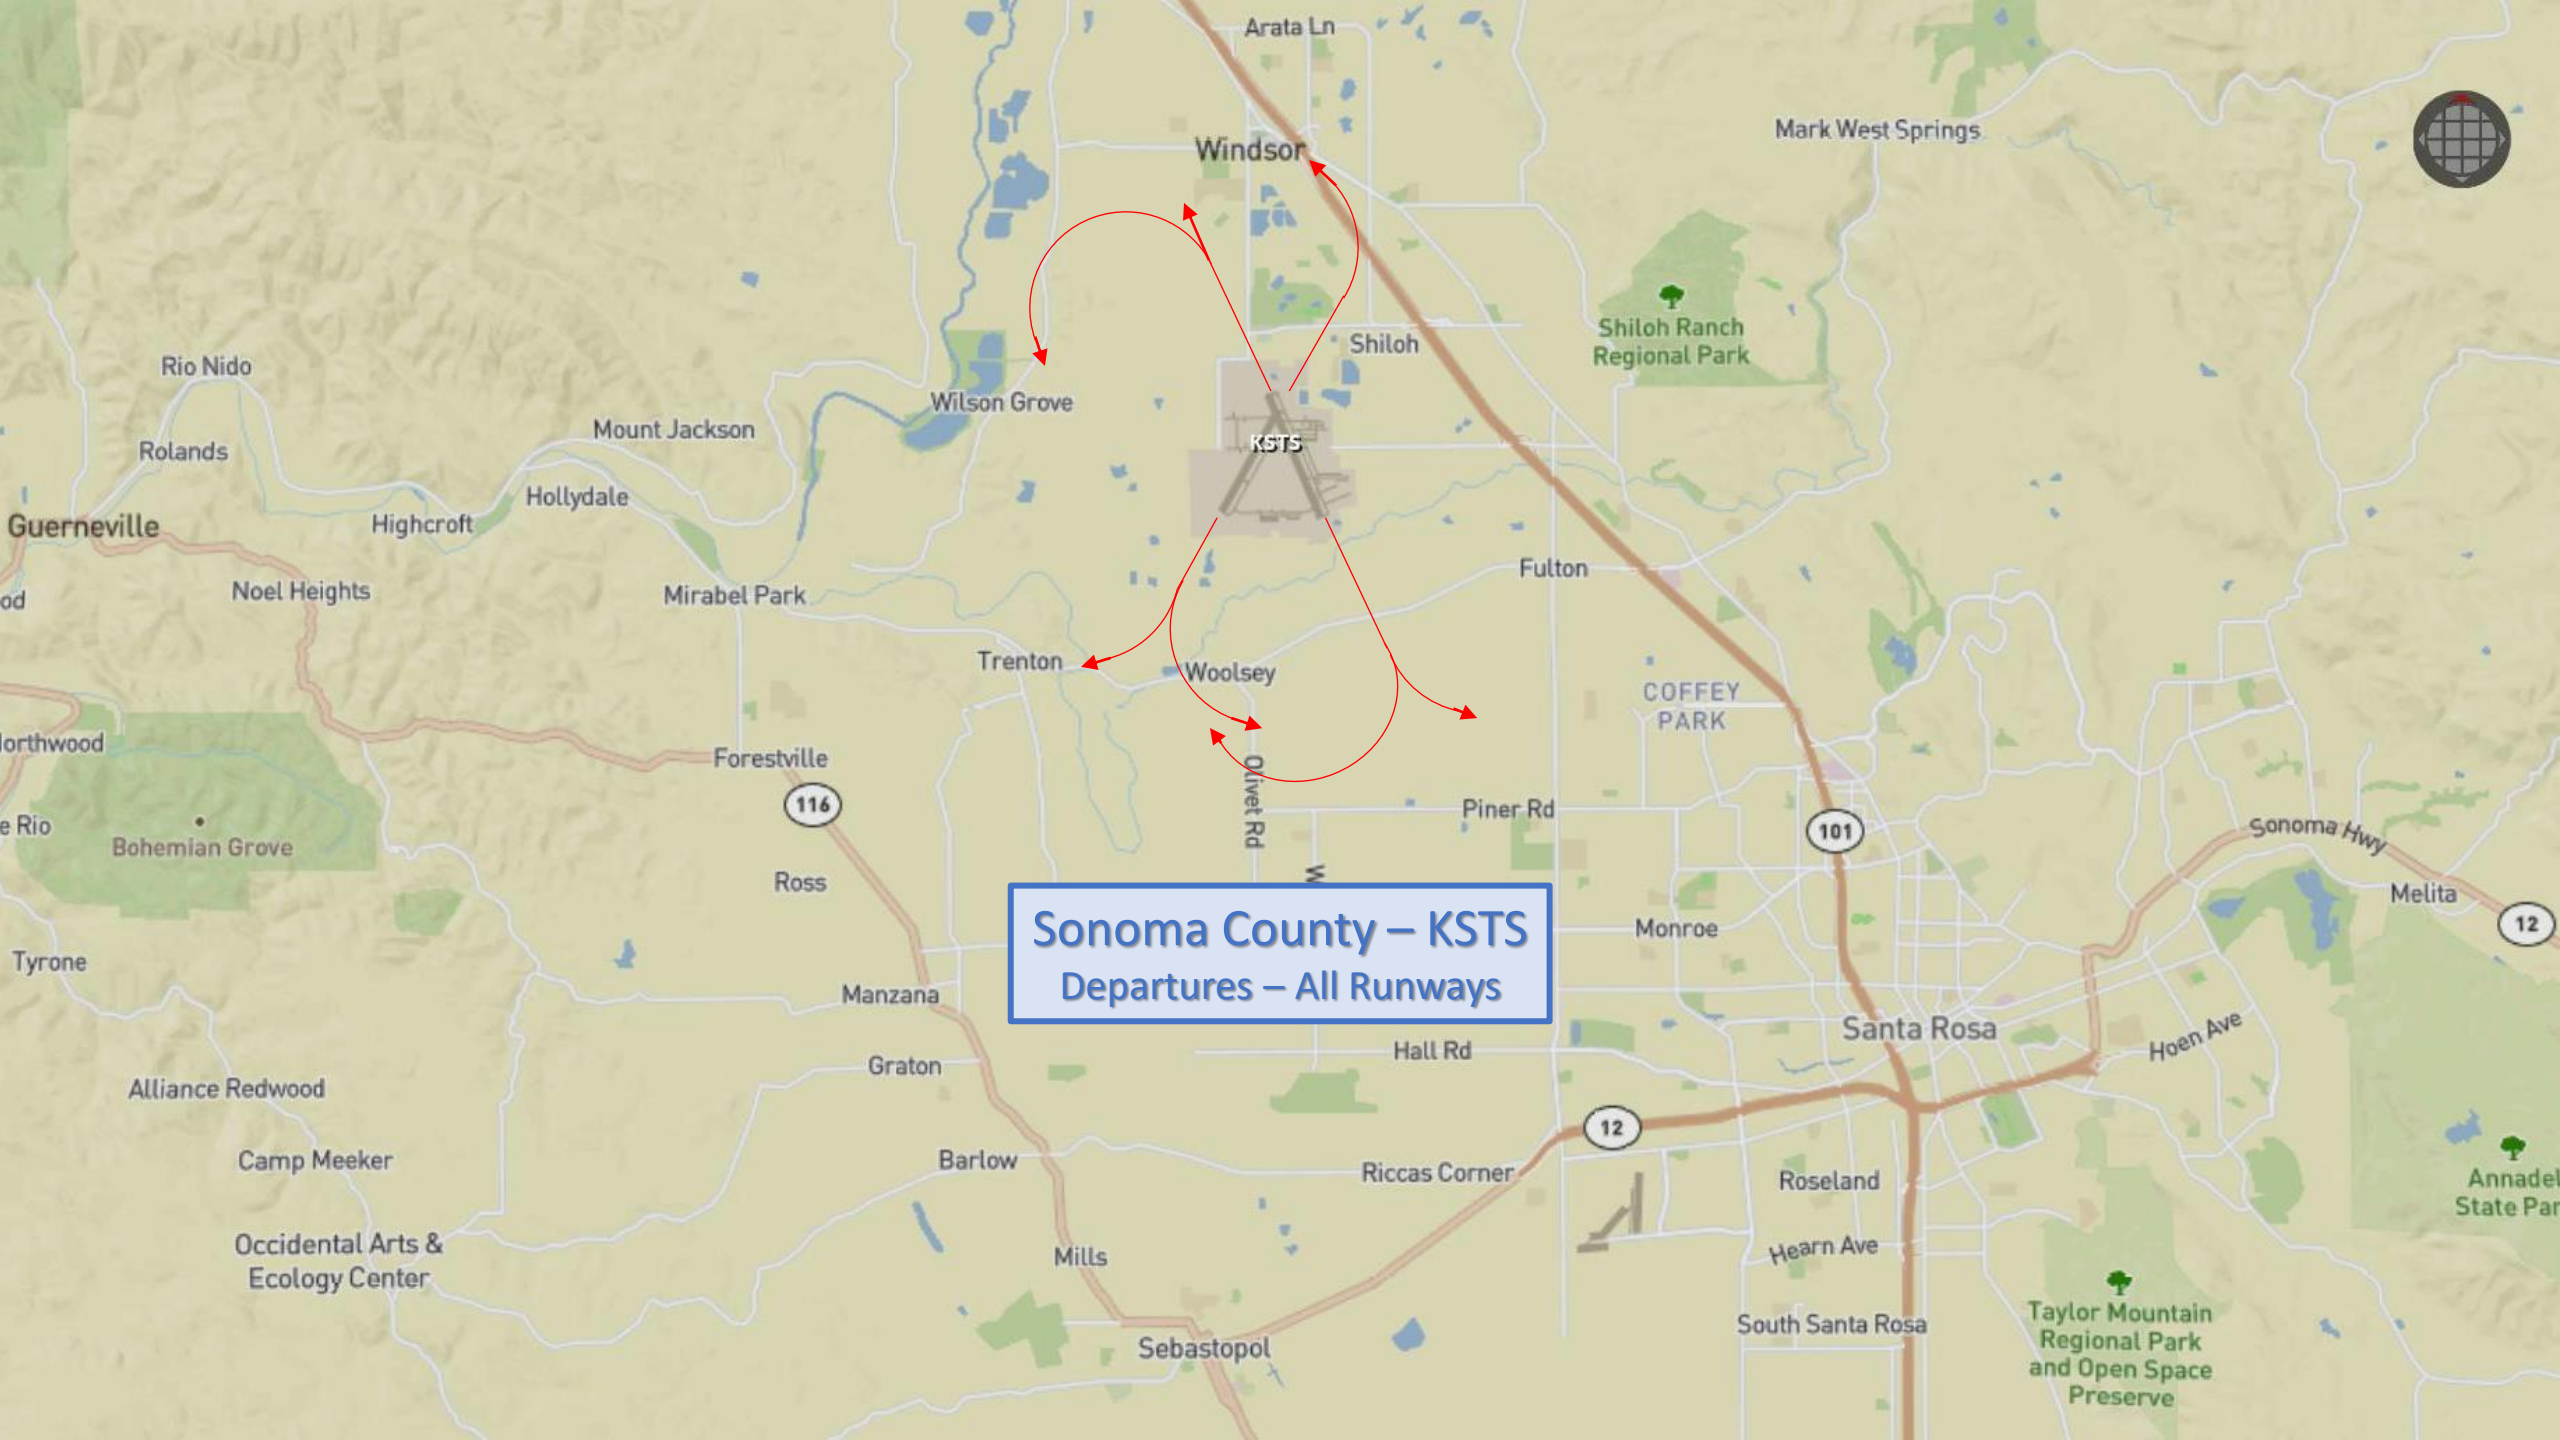 Arata Ln
Windsor
Mark West Springs
Shiloh Ranch
Regional Park
Shiloh
Rio Nido
Wilson Grove
Mount Jackson
KSTS
Rolands
Hollydale
Highcroft
Guerneville
Fulton
Noel Heights
Mirabel Park
od
Trenton
Woolsey
COFFEY
PARK
orthwood
Forestville
116
Olivet Rd
Piner Rd
101
e Rio
Bohemian Grove
Sonoma Hwy
Ross
W
Melita
12
Sonoma County – KSTS
Departures – All Runways
Monroe
Tyrone
Manzana
Santa Rosa
Hoen Ave
Hall Rd
Graton
Alliance Redwood
12
Camp Meeker
Barlow
Riccas Corner
Roseland
Annadel
State Par
Occidental Arts &
Ecology Center
Mills
Hearn Ave
South Santa Rosa
Taylor Mountain
Regional Park
and Open Space
Preserve
Sebastopol